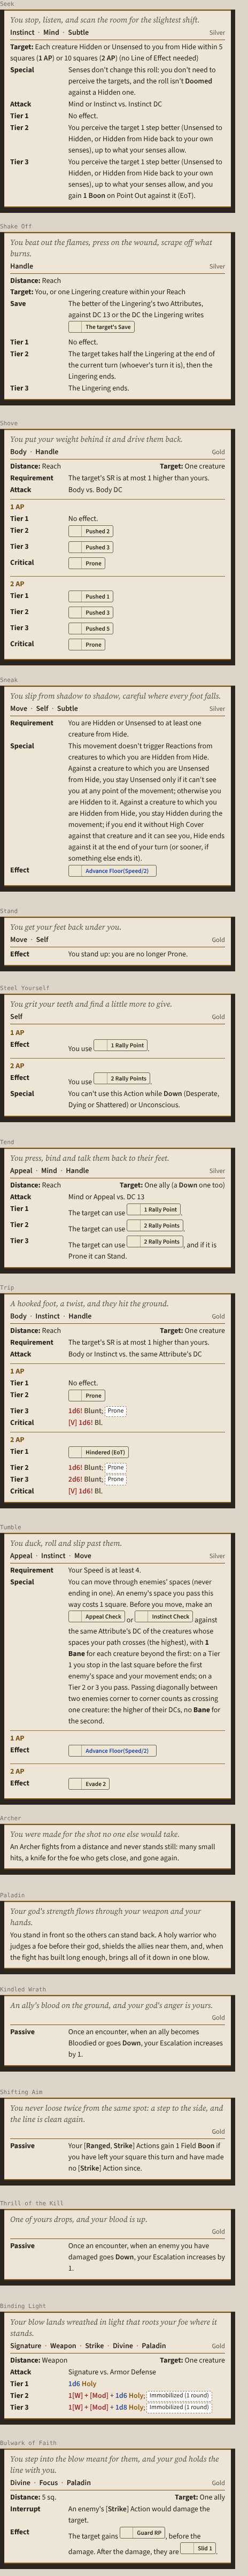 Seek
You stop, listen, and scan the room for the slightest shift.
Instinct · Mind · Subtle Silver
Target: Each creature Hidden or Unsensed to you from Hide within 5
squares (1 AP) or 10 squares (2 AP) (no Line of Effect needed)
Special Senses don't change this roll: you don't need to
perceive the targets, and the roll isn't Doomed
against a Hidden one.
Attack Mind or Instinct vs. Instinct DC
Tier 1 No effect.
Tier 2 You perceive the target 1 step better (Unsensed to
Hidden, or Hidden from Hide back to your own
senses), up to what your senses allow.
Tier 3 You perceive the target 1 step better (Unsensed to
Hidden, or Hidden from Hide back to your own
senses), up to what your senses allow, and you
gain 1 Boon on Point Out against it (EoT).
Shake Off
You beat out the flames, press on the wound, scrape off what
burns.
Handle Silver
Distance: Reach
Target: You, or one Lingering creature within your Reach
Save The better of the Lingering's two Attributes,
against DC 13 or the DC the Lingering writes
The target's Save
Tier 1 No effect.
Tier 2 The target takes half the Lingering at the end of
the current turn (whoever's turn it is), then the
Lingering ends.
Tier 3 The Lingering ends.
Shove
You put your weight behind it and drive them back.
Body · Handle Gold
Distance: Reach Target: One creature
Requirement The target's SR is at most 1 higher than yours.
Attack Body vs. Body DC
1 AP
Tier 1 No effect.
Tier 2 Pushed 2
Tier 3 Pushed 3
Critical Prone
2 AP
Tier 1 Pushed 1
Tier 2 Pushed 3
Tier 3 Pushed 5
Critical Prone
Sneak
You slip from shadow to shadow, careful where every foot falls.
Move · Self · Subtle Silver
Requirement You are Hidden or Unsensed to at least one
creature from Hide.
Special This movement doesn't trigger Reactions from
creatures to which you are Hidden from Hide.
Against a creature to which you are Unsensed
from Hide, you stay Unsensed only if it can't see
you at any point of the movement; otherwise you
are Hidden to it. Against a creature to which you
are Hidden from Hide, you stay Hidden during the
movement; if you end it without High Cover
against that creature and it can see you, Hide ends
against it at the end of your turn (or sooner, if
something else ends it).
Effect Advance Floor(Speed/2)
Stand
You get your feet back under you.
Move · Self Gold
Effect You stand up: you are no longer Prone.
Steel Yourself
You grit your teeth and find a little more to give.
Self Gold
1 AP
Effect You use 1 Rally Point.
2 AP
Effect You use 2 Rally Points.
Special You can't use this Action while Down (Desperate,
Dying or Shattered) or Unconscious.
Tend
You press, bind and talk them back to their feet.
Appeal · Mind · Handle Silver
Distance: Reach Target: One ally (a Down one too)
Attack Mind or Appeal vs. DC 13
Tier 1 The target can use 1 Rally Point.
Tier 2 The target can use 2 Rally Points.
Tier 3 The target can use 2 Rally Points, and if it is
Prone it can Stand.
Trip
A hooked foot, a twist, and they hit the ground.
Body · Instinct · Handle Gold
Distance: Reach Target: One creature
Requirement The target's SR is at most 1 higher than yours.
Attack Body or Instinct vs. the same Attribute's DC
1 AP
Tier 1 No effect.
Tier 2 Prone
Tier 3 1d6! Blunt; Prone
Critical [V] 1d6! Bl.
2 AP
Tier 1 Hindered (EoT)
Tier 2 1d6! Blunt; Prone
Tier 3 2d6! Blunt; Prone
Critical [V] 1d6! Bl.
Tumble
You duck, roll and slip past them.
Appeal · Instinct · Move Silver
Requirement Your Speed is at least 4.
Special You can move through enemies' spaces (never
ending in one). An enemy's space you pass this
way costs 1 square. Before you move, make an
Appeal Check or Instinct Check against
the same Attribute's DC of the creatures whose
spaces your path crosses (the highest), with 1
Bane for each creature beyond the first: on a Tier
1 you stop in the last square before the first
enemy's space and your movement ends; on a
Tier 2 or 3 you pass. Passing diagonally between
two enemies corner to corner counts as crossing
one creature: the higher of their DCs, no Bane for
the second.
1 AP
Effect Advance Floor(Speed/2)
2 AP
Effect Evade 2
Archer
You were made for the shot no one else would take.
An Archer fights from a distance and never stands still: many small
hits, a knife for the foe who gets close, and gone again.
Paladin
Your god's strength flows through your weapon and your
hands.
You stand in front so the others can stand back. A holy warrior who
judges a foe before their god, shields the allies near them, and, when
the fight has built long enough, brings all of it down in one blow.
Kindled Wrath
An ally's blood on the ground, and your god's anger is yours.
Gold
Passive Once an encounter, when an ally becomes
Bloodied or goes Down, your Escalation increases
by 1.
Shifting Aim
You never loose twice from the same spot: a step to the side, and
the line is clean again.
Gold
Passive Your [Ranged, Strike] Actions gain 1 Field Boon if
you have left your square this turn and have made
no [Strike] Action since.
Thrill of the Kill
One of yours drops, and your blood is up.
Gold
Passive Once an encounter, when an enemy you have
damaged goes Down, your Escalation increases by
1.
Binding Light
Your blow lands wreathed in light that roots your foe where it
stands.
Signature · Weapon · Strike · Divine · Paladin Gold
Distance: Weapon Target: One creature
Attack Signature vs. Armor Defense
Tier 1 1d6 Holy
Tier 2 1[W] + [Mod] + 1d6 Holy; Immobilized (1 round)
Tier 3 1[W] + [Mod] + 1d8 Holy; Immobilized (1 round)
Bulwark of Faith
You step into the blow meant for them, and your god holds the
line with you.
Divine · Focus · Paladin Gold
Distance: 5 sq. Target: One ally
Interrupt An enemy's [Strike] Action would damage the
target.
Effect The target gains Guard RP, before the
damage. After the damage, they are Slid 1.